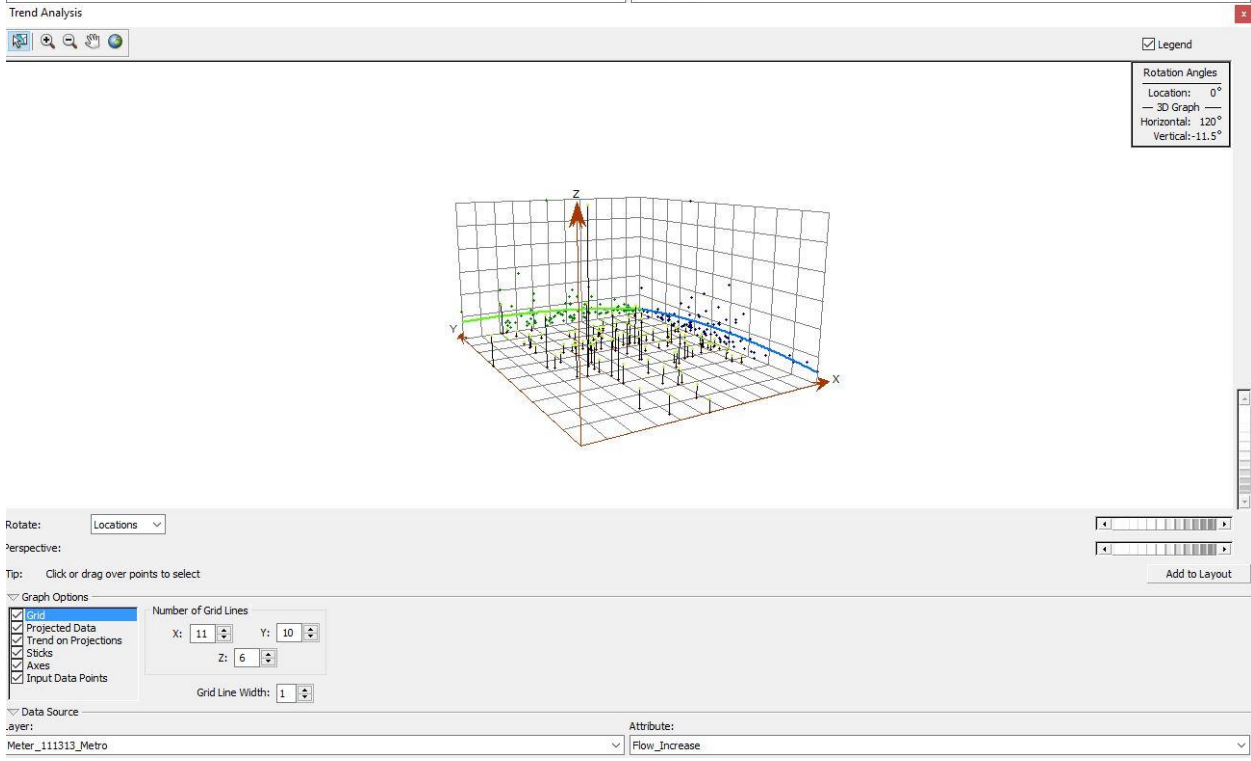 Trend Analysis
x
Legend
Rotation Angles
Location: 0°
3D Graph
Horizontal: 120°
Vertical:-11.5°
Z
Y
X
Rotate: Locations
Perspective:
Tip: Click or drag over points to select
Add to Layout
Graph Options
Grid
Projected Data
Trend on Projections
Sticks
Axes
Input Data Points
Number of Grid Lines
X: 11 Y: 10
Z: 6
Grid Line Width: 1
Data Source
Layer: Attribute:
Meter_111313_Metro Flow_Increase